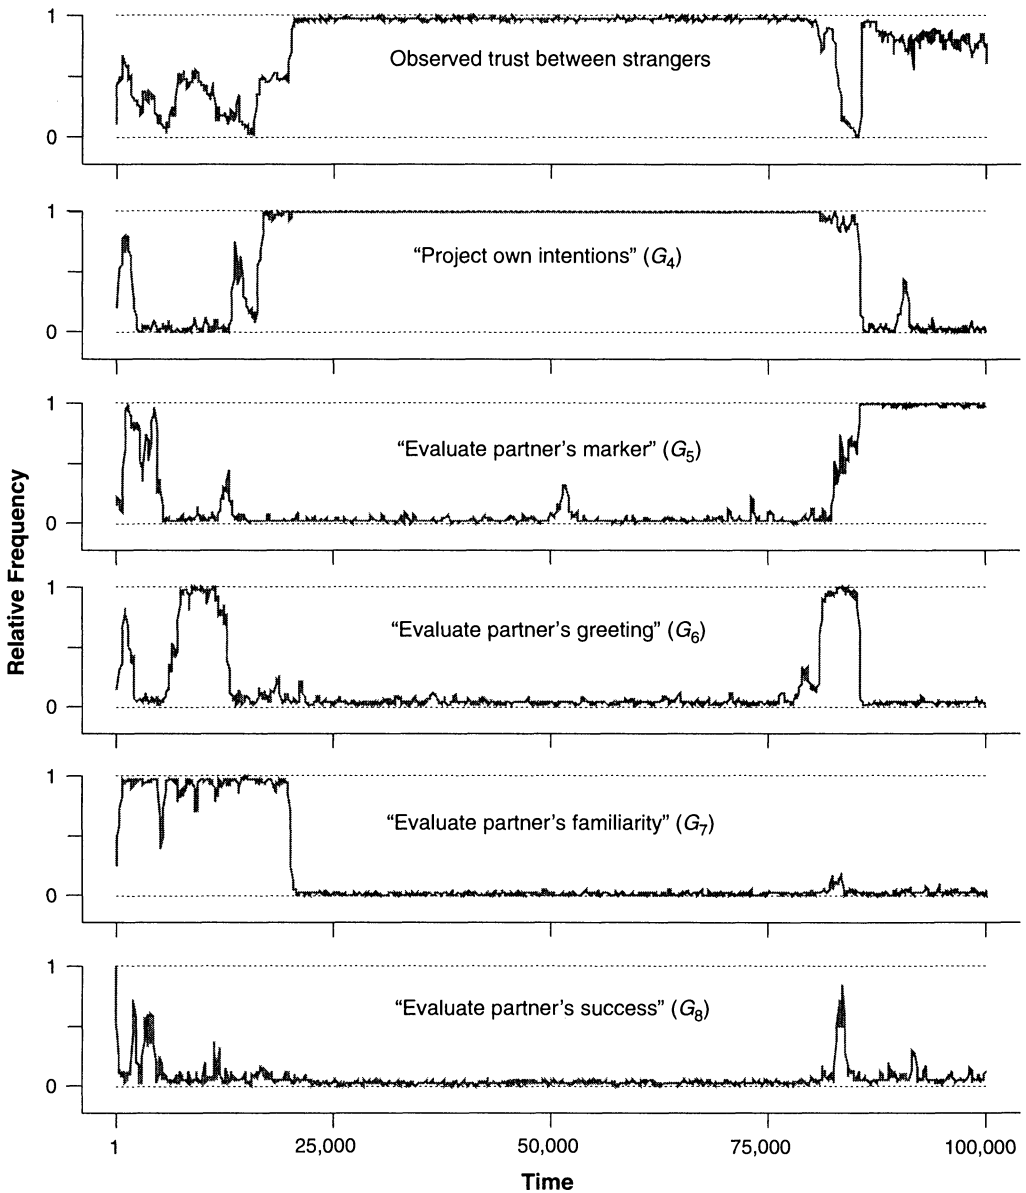 1
Observed trust between strangers
0
1
“Project own intentions” (G4)
0
1
“Evaluate partner’s marker” (G5)
0
1
“Evaluate partner’s greeting” (G6)
0
1
“Evaluate partner’s familiarity” (G7)
0
1
“Evaluate partner’s success” (G8)
0
Relative Frequency
1 25,000 50,000 75,000 100,000
Time